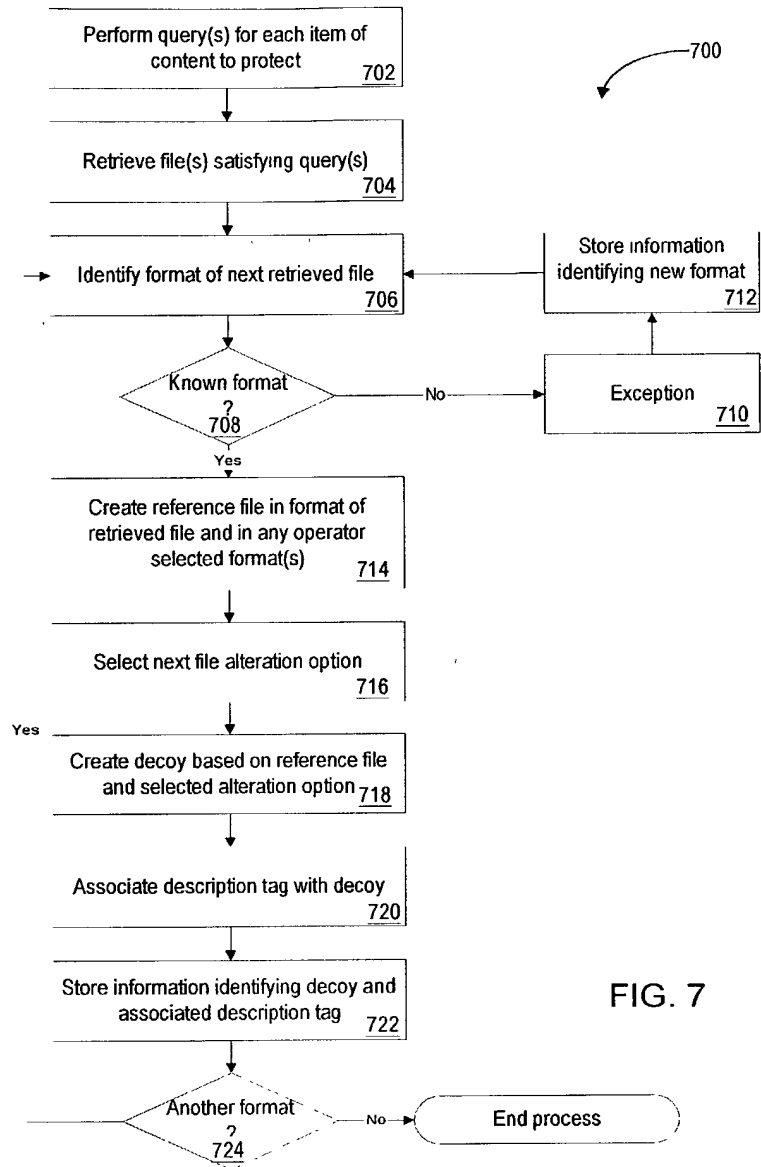 Perform query(s) for each item of
content to protect
702
700
Retrieve file(s) satisfying query(s)
704
Identify format of next retrieved file
706
Store information
identifying new format
712
Known format
?
708
No
Exception
710
Yes
Create reference file in format of
retrieved file and in any operator
selected format(s)
714
Select next file alteration option
716
Yes
Create decoy based on reference file
and selected alteration option
718
Associate description tag with decoy
720
Store information identifying decoy and
associated description tag
722
FIG. 7
Another format
?
724
No
End process